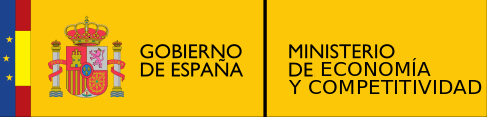 GOBIERNO
DE ESPAÑA
MINISTERIO
DE ECONOMÍA
Y COMPETITIVIDAD